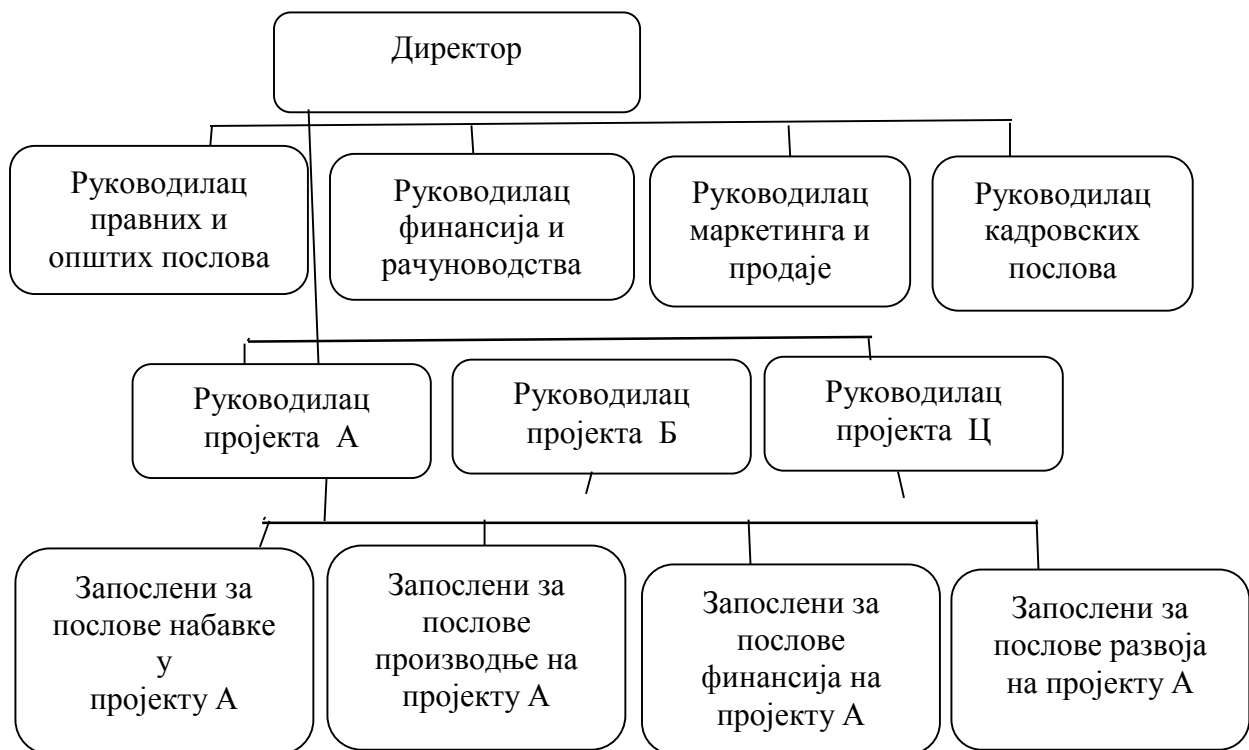 Директор
Руководилац
правних и
општих послова
Руководилац
финансија и
рачуноводства
Руководилац
маркетинга и
продаје
Руководилац
кадровских
послова
Руководилац
пројекта А
Руководилац
пројекта Б
Руководилац
пројекта Ц
Запослени за
послове набавке
у
пројекту А
Запослени за
послове
производње на
пројекту А
Запослени за
послове
финансија на
пројекту А
Запослени за
послове развоја
на пројекту А